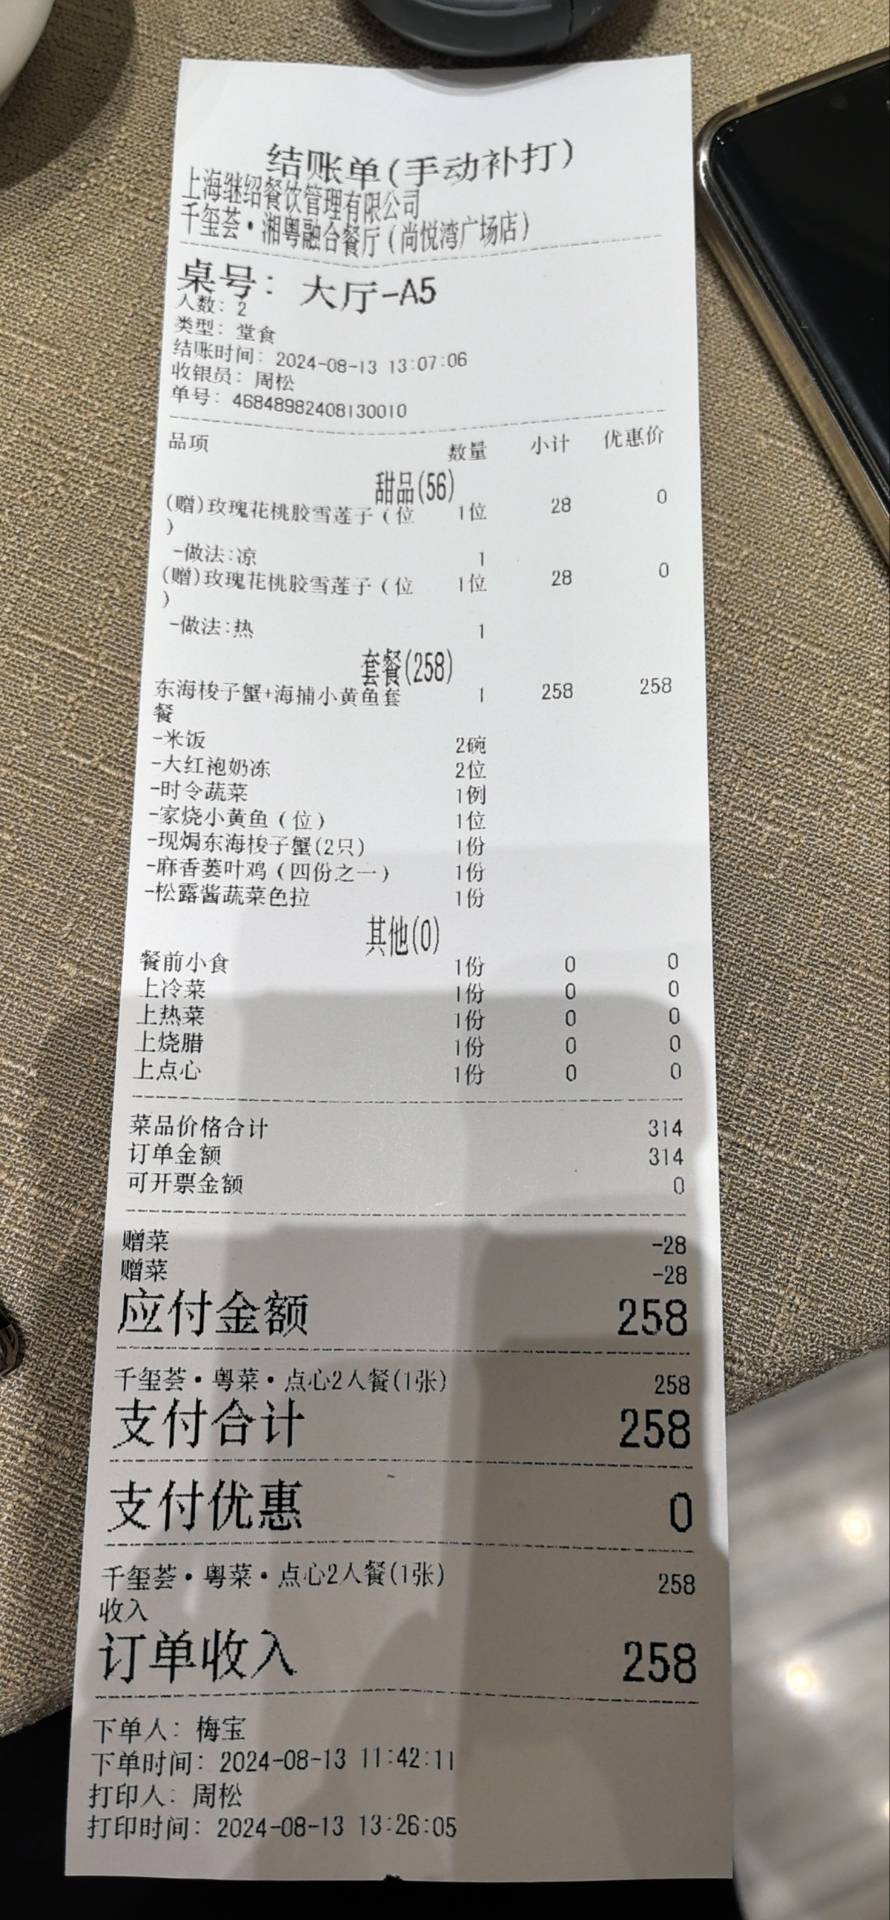 结账单(手动补打)
上海继绍餐饮管理有限公司
千玺荟·湘粤融合餐厅(尚悦湾广场店)
桌号: 大厅-A5
人数: 2
类型: 堂食
结账时间: 2024-08-13 13:07:06
收银员: 周松
单号: 46848982408130010
品项 数量 小计 优惠价
甜品(56)
(赠)玫瑰花桃胶雪莲子(位 1位 28 0
)
-做法:凉 1
(赠)玫瑰花桃胶雪莲子(位 1位 28 0
)
-做法:热 1
套餐(258)
东海梭子蟹+海捕小黄鱼套 1 258 258
餐
-米饭 2碗
-大红袍奶冻 2位
-时令蔬菜 1例
-家烧小黄鱼(位) 1位
-现焗东海梭子蟹(2只) 1份
-麻香蒌叶鸡(四份之一) 1份
-松露酱蔬菜色拉 1份
其他(0)
餐前小食 1份 0 0
上冷菜 1份 0 0
上热菜 1份 0 0
上烧腊 1份 0 0
上点心 1份 0 0
菜品价格合计 314
订单金额 314
可开票金额 0
赠菜 -28
赠菜 -28
应付金额 258
千玺荟·粤菜·点心2人餐(1张) 258
支付合计 258
支付优惠 0
千玺荟·粤菜·点心2人餐(1张) 258
收入
订单收入 258
下单人: 梅宝
下单时间: 2024-08-13 11:42:11
打印人: 周松
打印时间: 2024-08-13 13:26:05